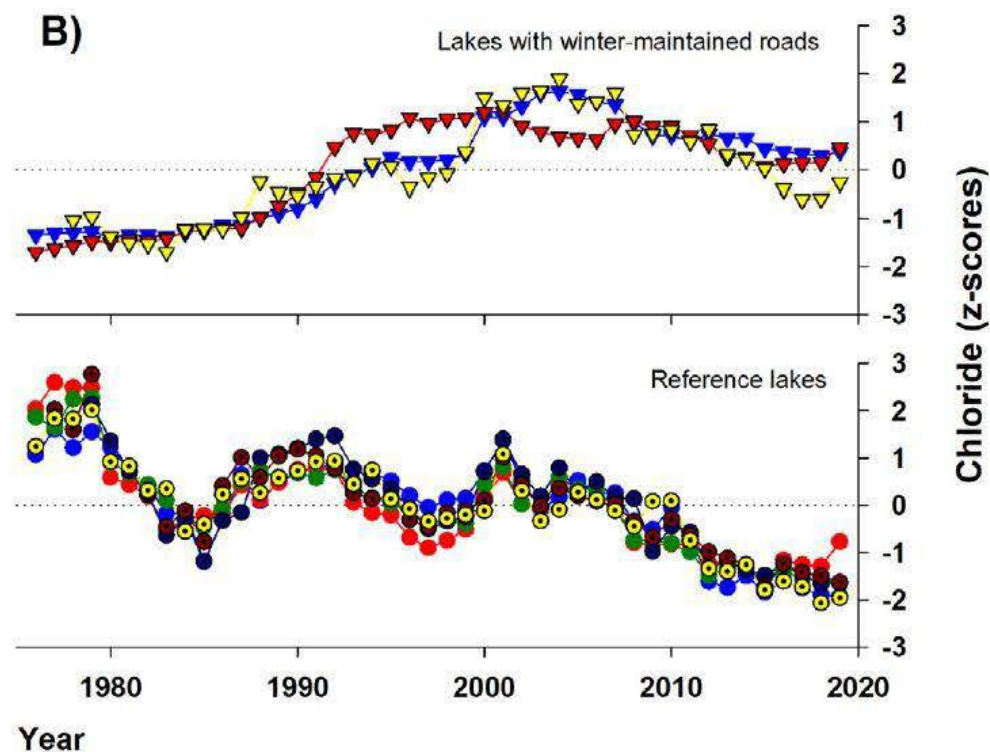 B)
Lakes with winter-maintained roads
3
2
1
0
-1
-2
-3
Reference lakes
3
2
1
0
-1
-2
-3
Chloride (z-scores)
1980 1990 2000 2010 2020
Year